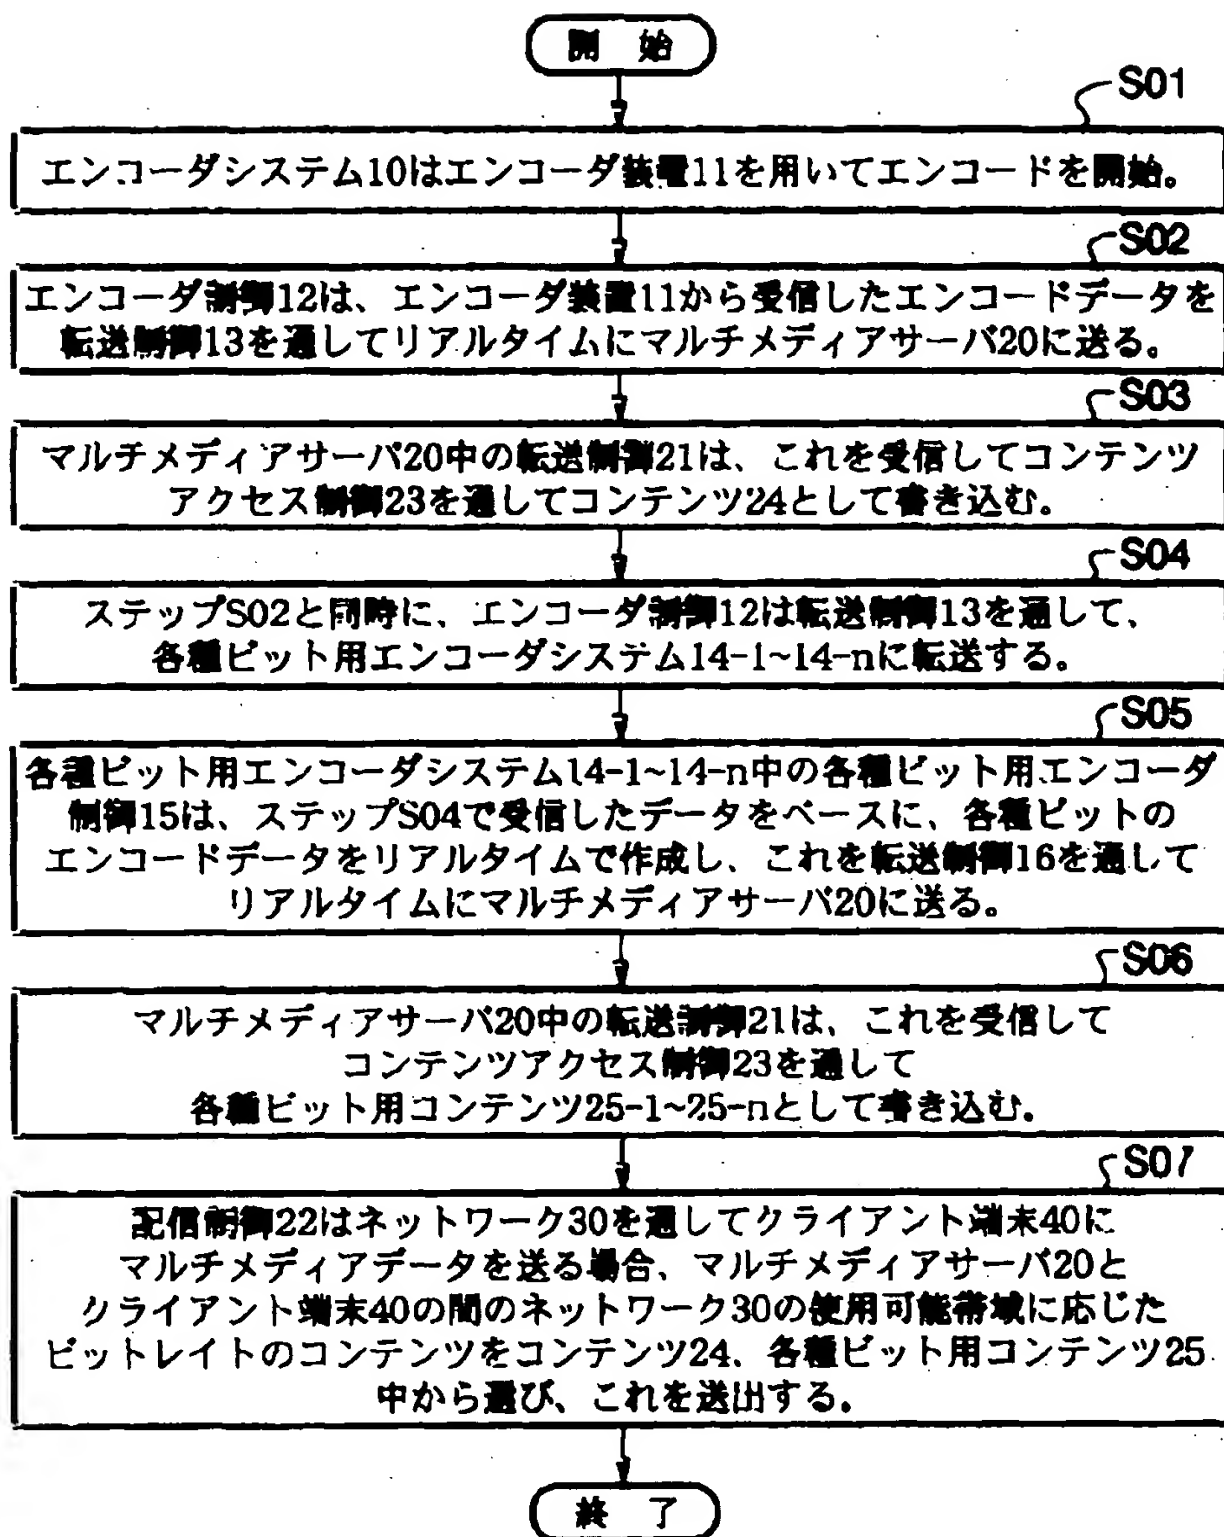 開 始
S01
エンコーダシステム10はエンコーダ装置11を用いてエンコードを開始。
S02
エンコーダ制御12は、エンコーダ装置11から受信したエンコードデータを
転送制御13を通してリアルタイムにマルチメディアサーバ20に送る。
S03
マルチメディアサーバ20中の転送制御21は、これを受信してコンテンツ
アクセス制御23を通してコンテンツ24として書き込む。
S04
ステップS02と同時に、エンコーダ制御12は転送制御13を通して、
各種ビット用エンコーダシステム14-1~14-nに転送する。
S05
各種ビット用エンコーダシステム14-1~14-n中の各種ビット用エンコーダ
制御15は、ステップS04で受信したデータをベースに、各種ビットの
エンコードデータをリアルタイムで作成し、これを転送制御16を通して
リアルタイムにマルチメディアサーバ20に送る。
S06
マルチメディアサーバ20中の転送制御21は、これを受信して
コンテンツアクセス制御23を通して
各種ビット用コンテンツ25-1~25-nとして書き込む。
S07
配信制御22はネットワーク30を通してクライアント端末40に
マルチメディアデータを送る場合、マルチメディアサーバ20と
クライアント端末40の間のネットワーク30の使用可能帯域に応じた
ビットレイトのコンテンツをコンテンツ24、各種ビット用コンテンツ25
中から選び、これを送出する。
終 了